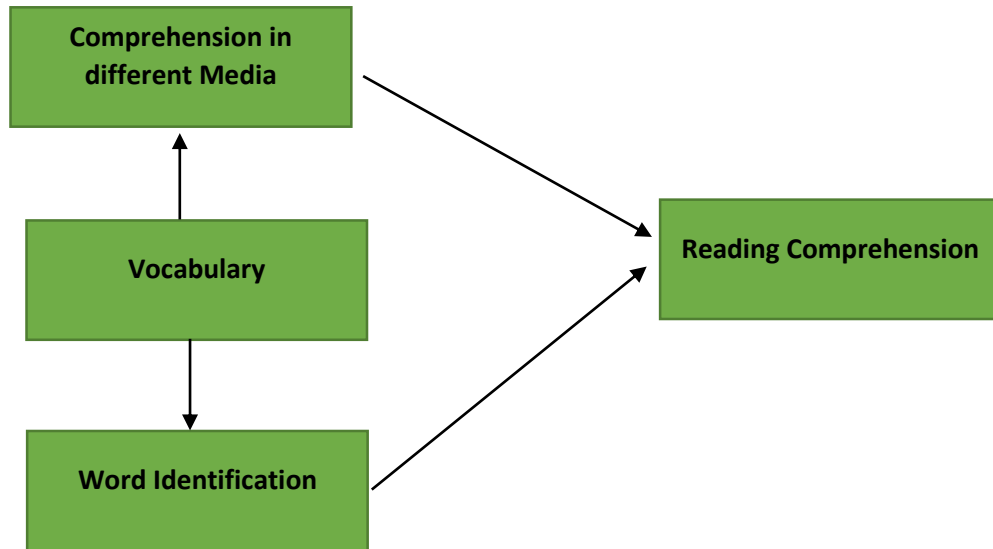 Comprehension in
different Media
Vocabulary
Reading Comprehension
Word Identification